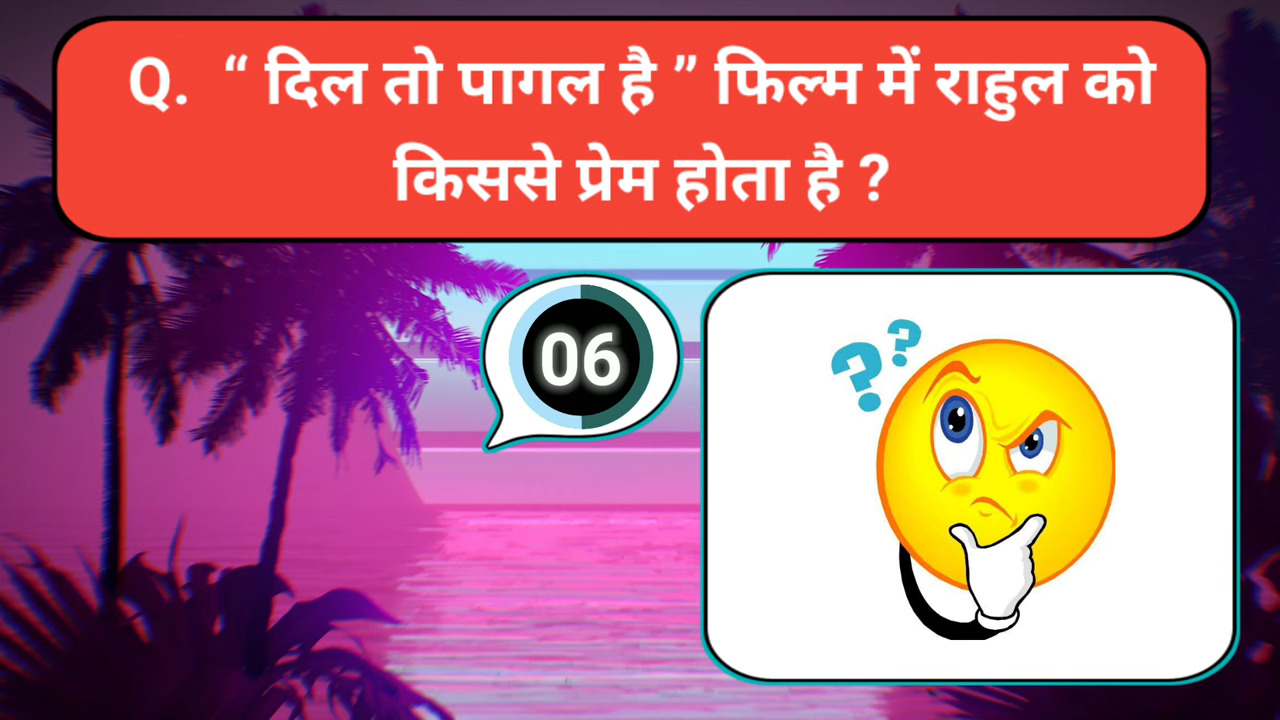 Q. “ दिल तो पागल है ” फिल्म में राहुल को
किससे प्रेम होता है ?
06
? ?